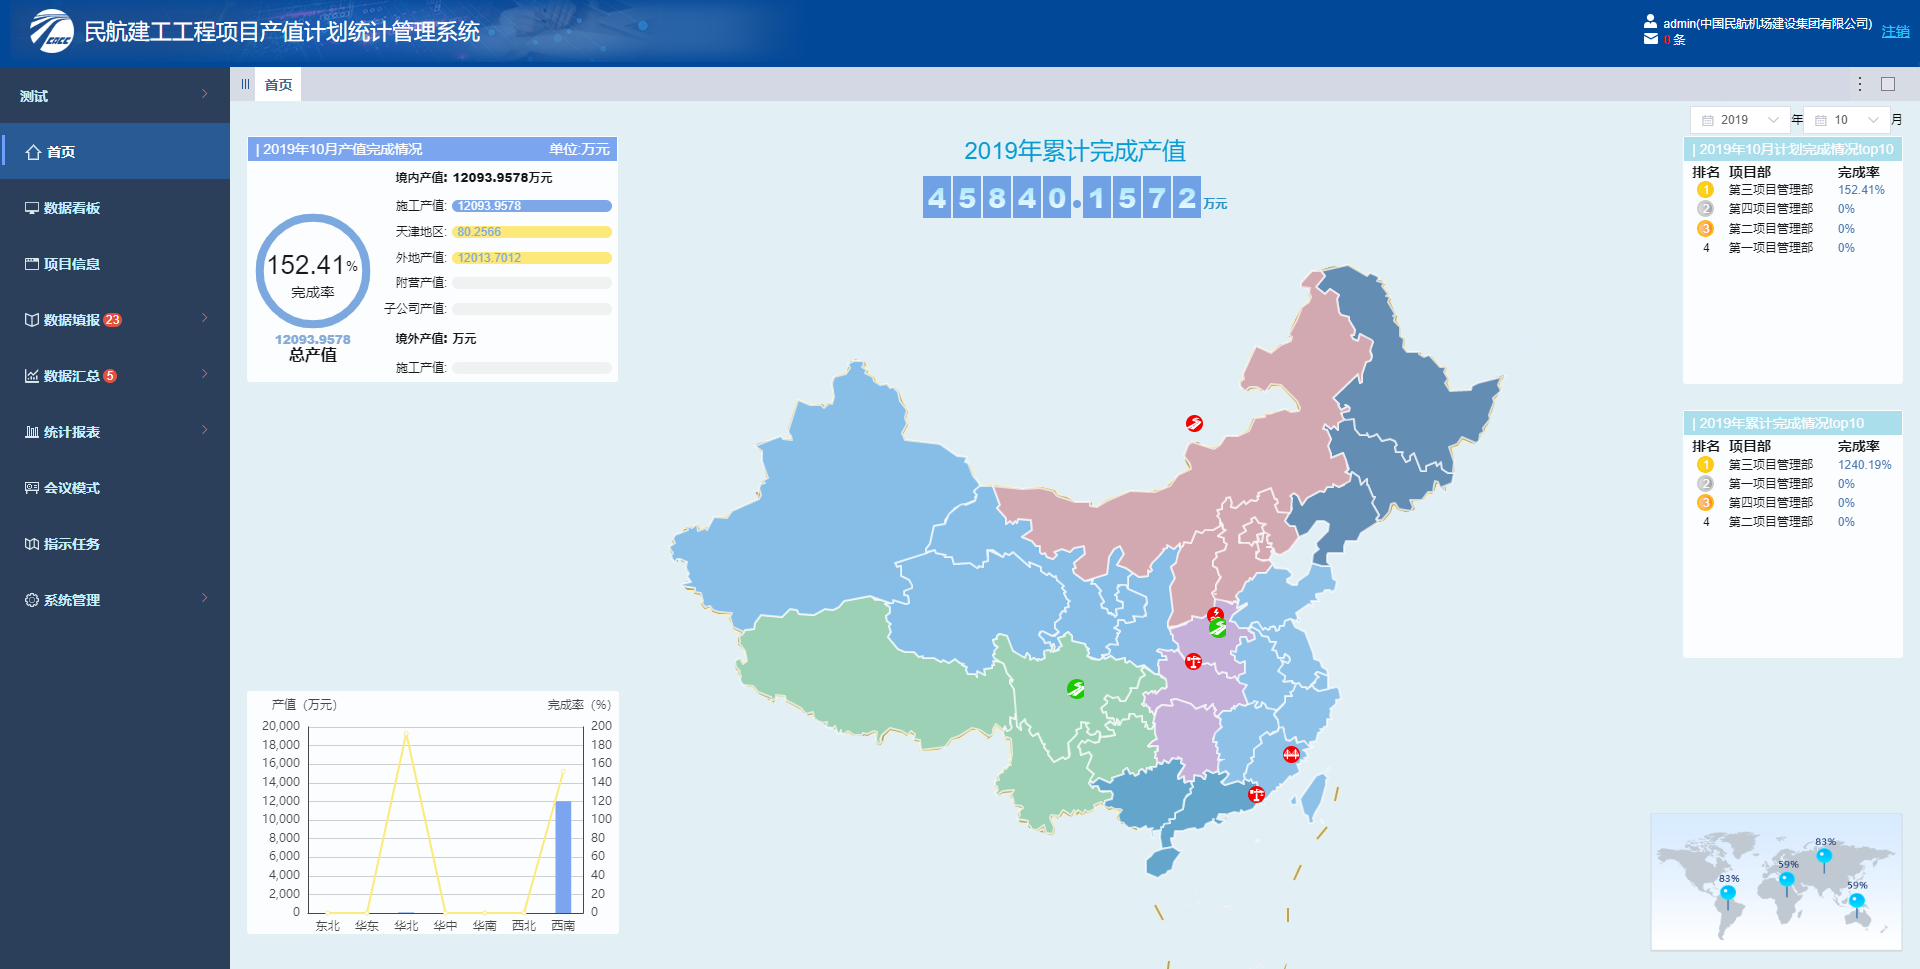 CACC
民航建工工程项目产值计划统计管理系统
admin(中国民航机场建设集团有限公司)
0 条
注销
测试
首页
数据看板
项目信息
数据填报 23
数据汇总 5
统计报表
会议模式
指示任务
系统管理
首页
2019 年 10 月
| 2019年10月产值完成情况 单位:万元
境内产值: 12093.9578万元
施工产值: 12093.9578
天津地区: 80.2566
外地产值: 12013.7012
附营产值:
子公司产值:
境外产值: 万元
施工产值:
152.41%
完成率
12093.9578
总产值
2019年累计完成产值
45840.1572 万元
| 2019年10月计划完成情况top10
排名 项目部 完成率
1 第三项目管理部 152.41%
2 第四项目管理部 0%
3 第二项目管理部 0%
4 第一项目管理部 0%
| 2019年累计完成情况top10
排名 项目部 完成率
1 第三项目管理部 1240.19%
2 第一项目管理部 0%
3 第四项目管理部 0%
4 第二项目管理部 0%
产值（万元） 完成率（%）
20,000 200
18,000 180
16,000 160
14,000 140
12,000 120
10,000 100
8,000 80
6,000 60
4,000 40
2,000 20
0 0
东北 华东 华北 华中 华南 西北 西南
83%
59%
83%
59%